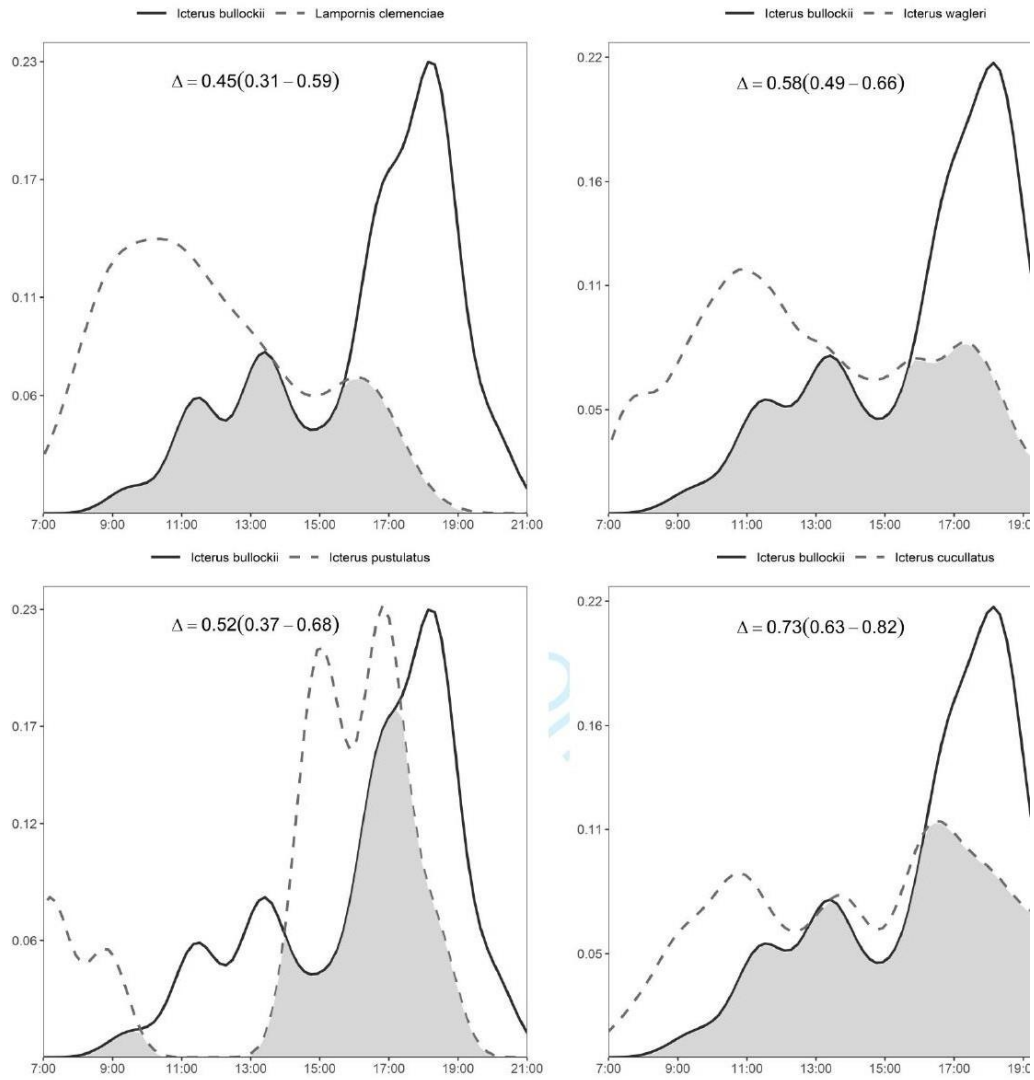 Icterus bullockii Lampornis clemenciae
0.23
Δ = 0.45(0.31 – 0.59)
0.17
0.11
0.06
7:00 9:00 11:00 13:00 15:00 17:00 19:00 21:00
Icterus bullockii Icterus wagleri
0.22
Δ = 0.58(0.49 – 0.66)
0.16
0.11
0.05
7:00 9:00 11:00 13:00 15:00 17:00
Icterus bullockii Icterus pustulatus
0.23
Δ = 0.52(0.37 – 0.68)
0.17
0.12
0.06
7:00 9:00 11:00 13:00 15:00 17:00 19:00 21:00
Icterus bullockii Icterus cucullatus
0.22
Δ = 0.73(0.63 – 0.82)
0.16
0.11
0.05
7:00 9:00 11:00 13:00 15:00 17:00